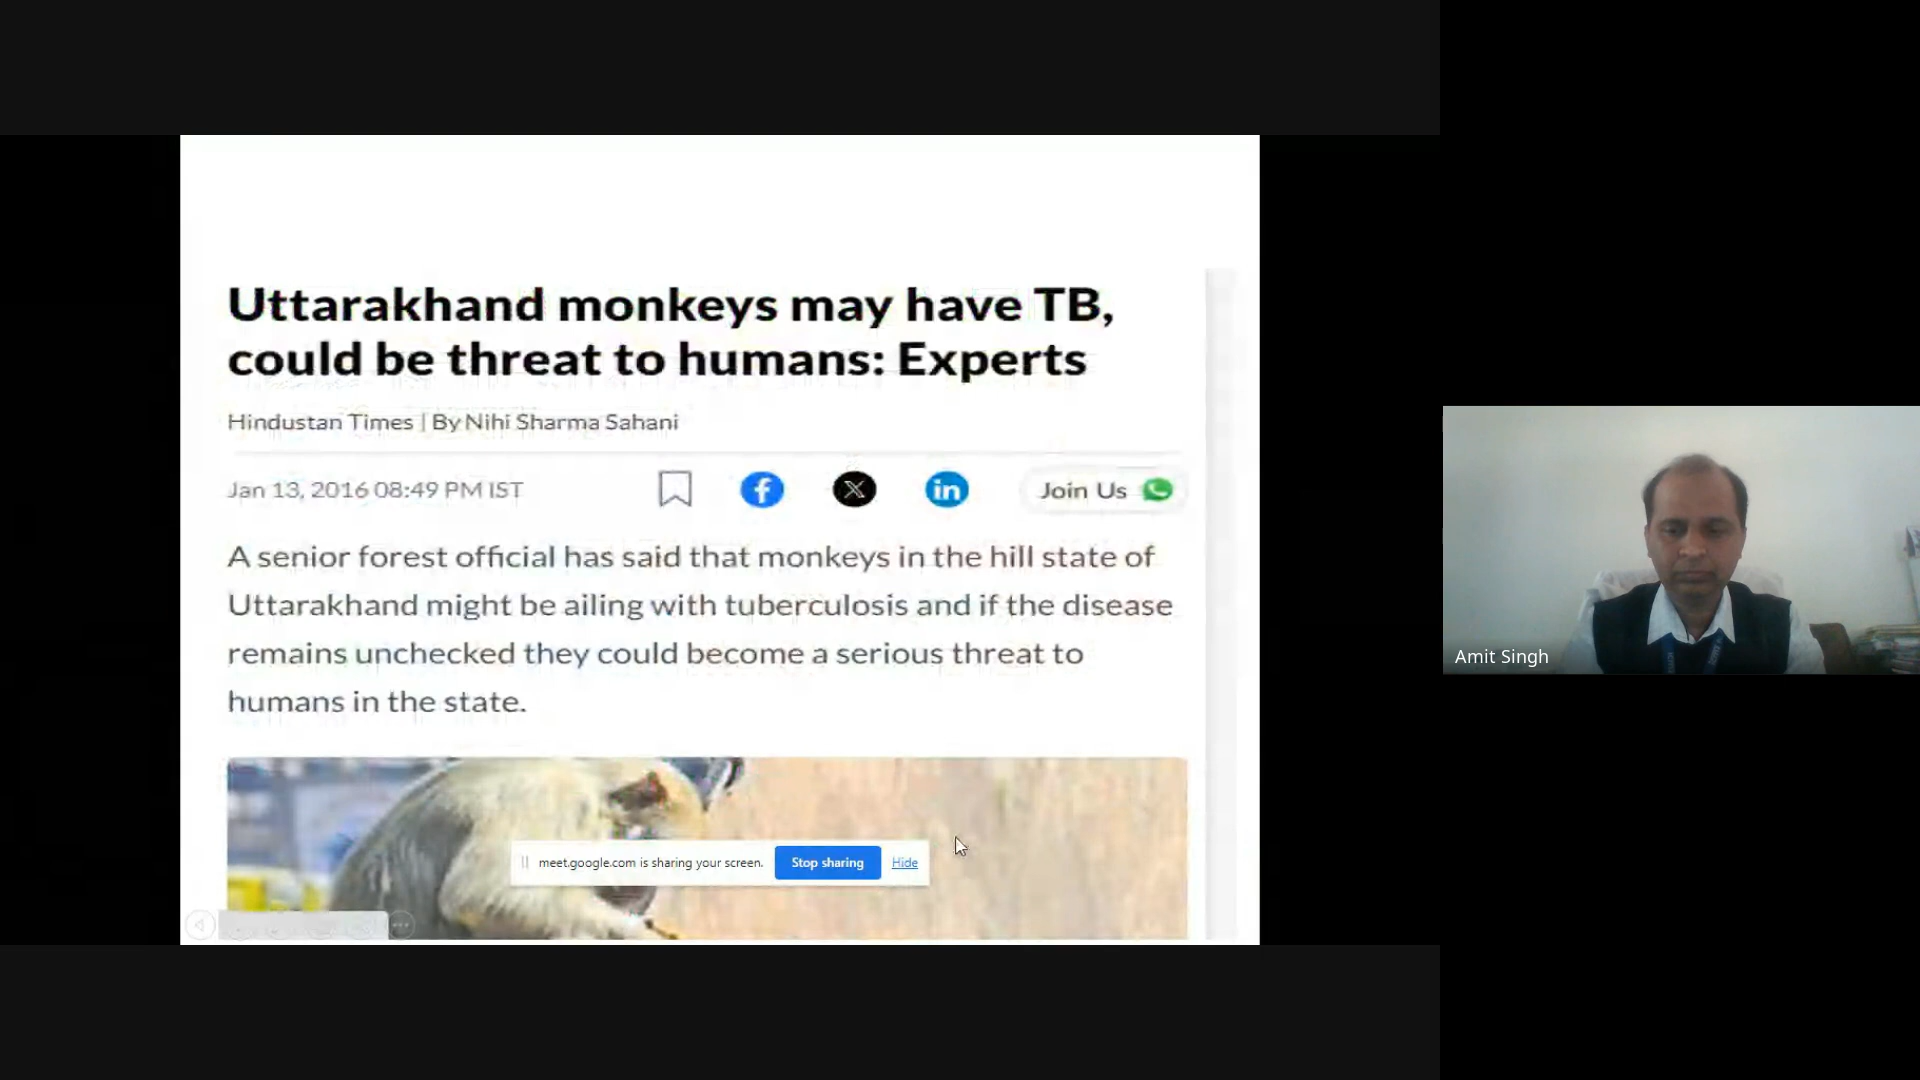 Uttarakhand monkeys may have TB,
could be threat to humans: Experts
Hindustan Times | By Nihi Sharma Sahani
Jan 13, 2016 08:49 PM IST
Join Us
A senior forest official has said that monkeys in the hill state of
Uttarakhand might be ailing with tuberculosis and if the disease
remains unchecked they could become a serious threat to
humans in the state.
meet.google.com is sharing your screen.
Stop sharing
Hide
Amit Singh